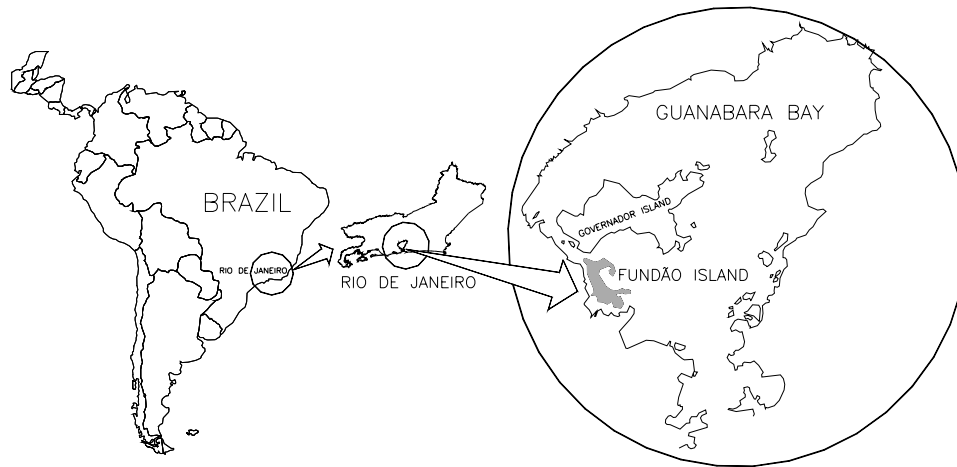 BRAZIL
RIO DE JANEIRO
RIO DE JANEIRO
GUANABARA BAY
GOVERNADOR ISLAND
FUNDÃO ISLAND